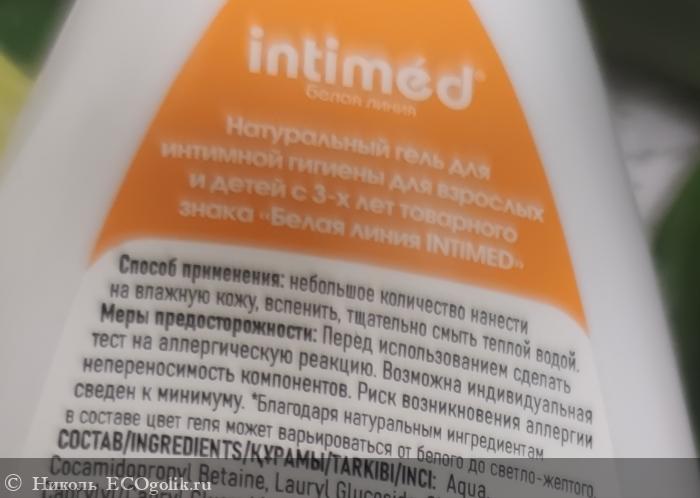 intiméd®
белая линия
Натуральный гель для
интимной гигиены для взрослых
и детей с 3-х лет товарного
знака «Белая линия INTIMED»
Способ применения: небольшое количество нанести
на влажную кожу, вспенить, тщательно смыть теплой водой.
Меры предосторожности: Перед использованием сделать
тест на аллергическую реакцию. Возможна индивидуальная
непереносимость компонентов. Риск возникновения аллергии
сведен к минимуму. *Благодаря натуральным ингредиентам
в составе цвет геля может варьироваться от белого до светло-желтого
СОСТАВ/INGREDIENTS/ҚҰРАМЫ/TARKIBI/INCI: Aqua,
Cocamidopropyl Betaine, Lauryl Glucoside
© Николь ECOgolik.ru